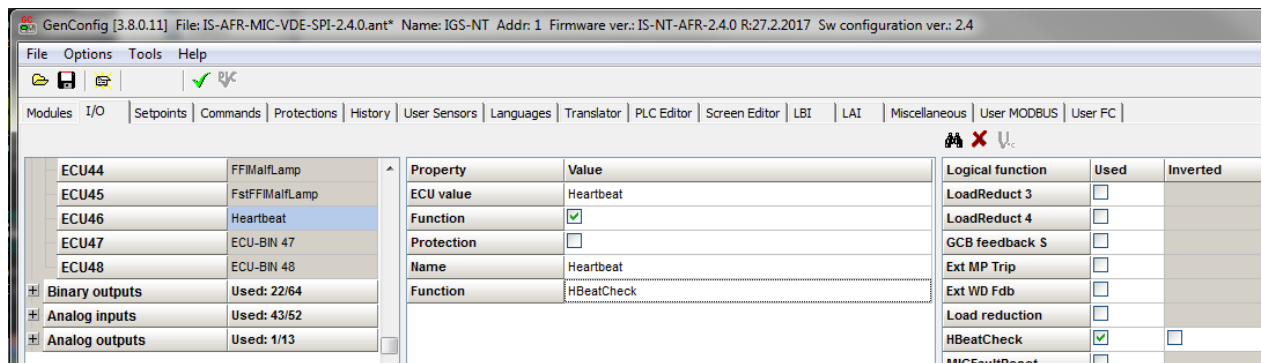 GenConfig [3.8.0.11] File: IS-AFR-MIC-VDE-SPI-2.4.0.ant* Name: IGS-NT Addr: 1 Firmware ver.: IS-NT-AFR-2.4.0 R:27.2.2017 Sw configuration ver.: 2.4
File Options Tools Help
Modules I/O Setpoints Commands Protections History User Sensors Languages Translator PLC Editor Screen Editor LBI LAI Miscellaneous User MODBUS User FC
ECU44 FFIMalfLamp
ECU45 FstFFIMalfLamp
ECU46 Heartbeat
ECU47 ECU-BIN 47
ECU48 ECU-BIN 48
Binary outputs Used: 22/64
Analog inputs Used: 43/52
Analog outputs Used: 1/13
Property Value
ECU value Heartbeat
Function
Protection
Name Heartbeat
Function HBeatCheck
Logical function Used Inverted
LoadReduct 3
LoadReduct 4
GCB feedback S
Ext MP Trip
Ext WD Fdb
Load reduction
HBeatCheck